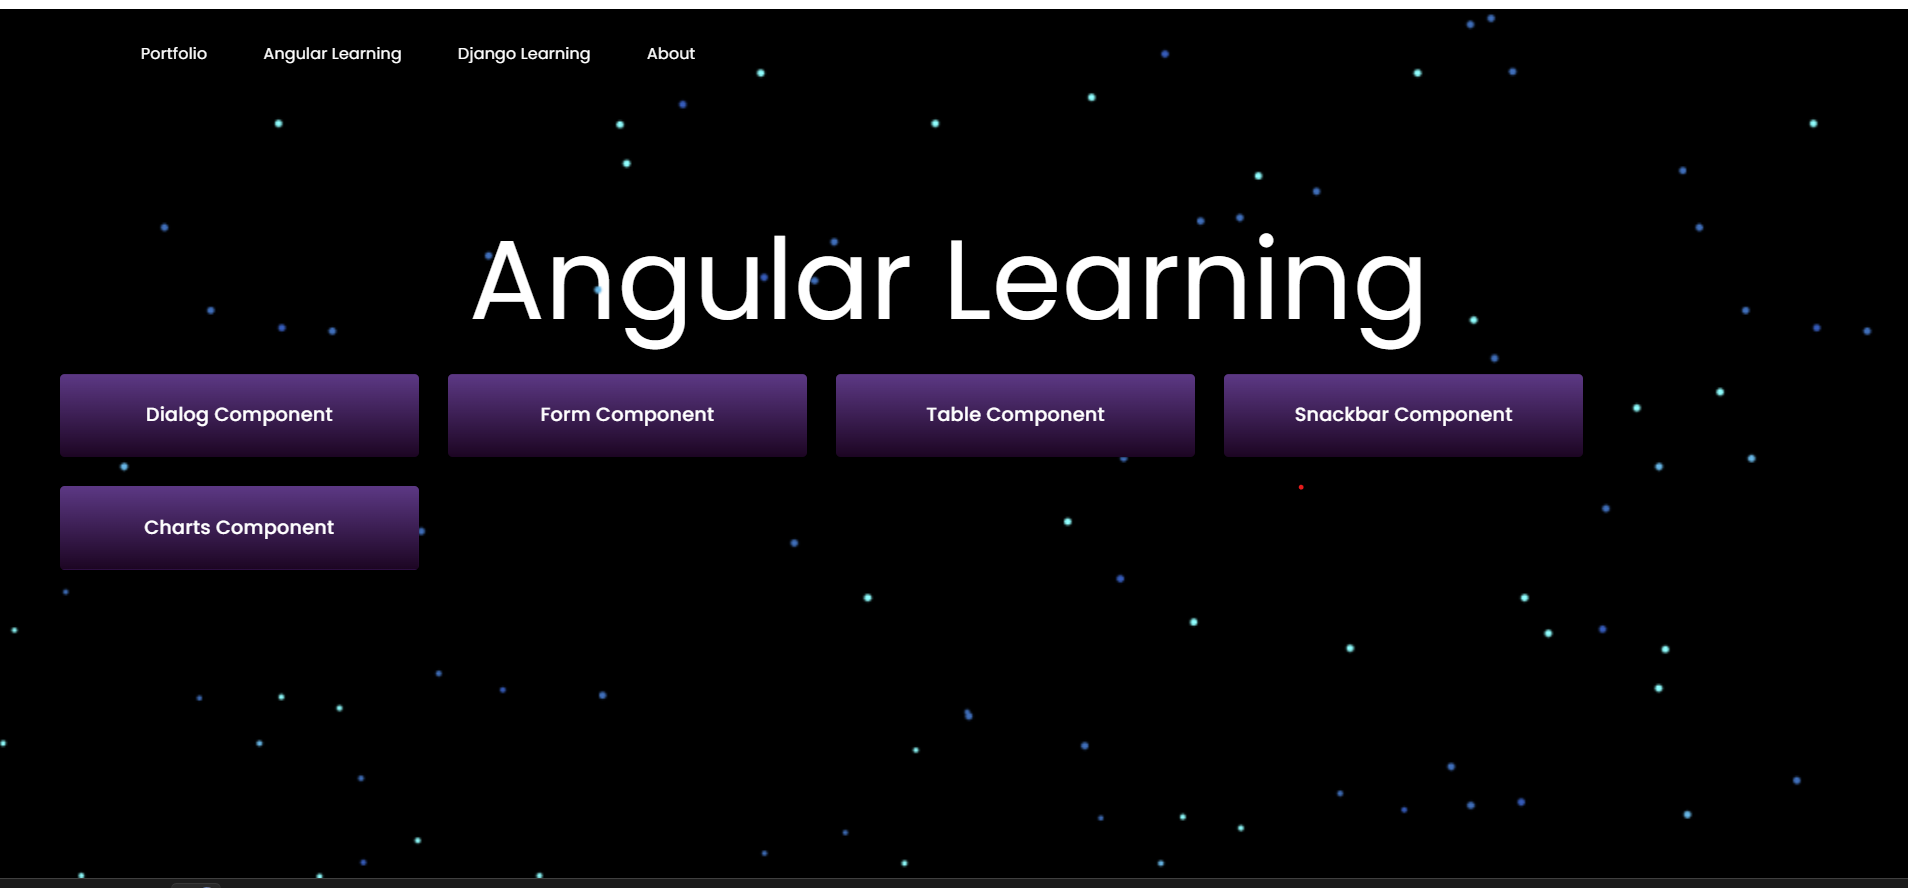 Portfolio Angular Learning Django Learning About
Angular Learning
Dialog Component Form Component Table Component Snackbar Component
Charts Component